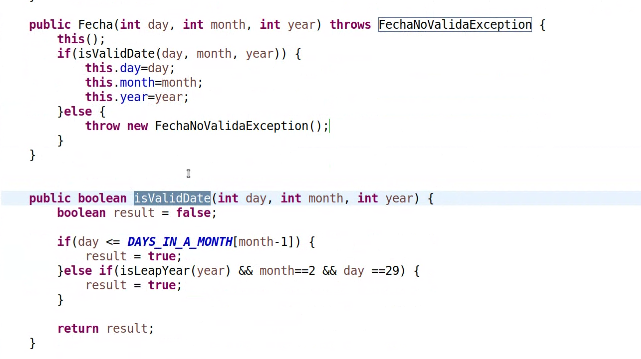 public Fecha(int day, int month, int year) throws FechaNoValidaException {
this();
if(isValidDate(day, month, year)) {
this.day=day;
this.month=month;
this.year=year;
}else {
throw new FechaNoValidaException();
}
}
public boolean isValidDate(int day, int month, int year) {
boolean result = false;
if(day <= DAYS_IN_A_MONTH[month-1]) {
result = true;
}else if(isLeapYear(year) && month==2 && day ==29) {
result = true;
}
return result;
}